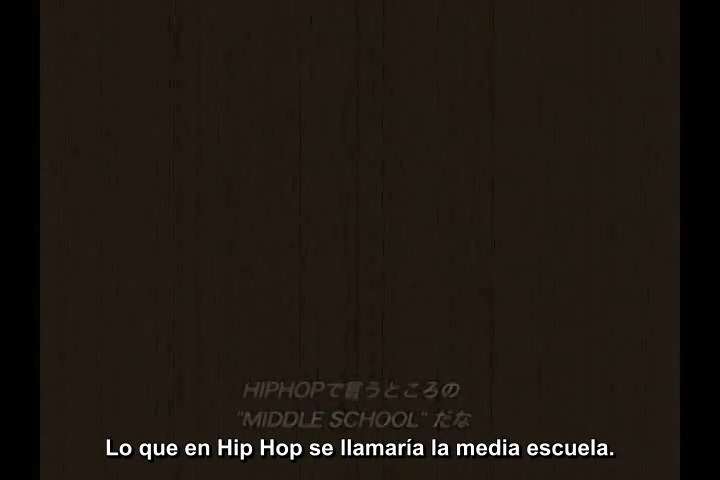 HIPHOPで言うところの
"MIDDLE SCHOOL" だな
Lo que en Hip Hop se llamaría la media escuela.